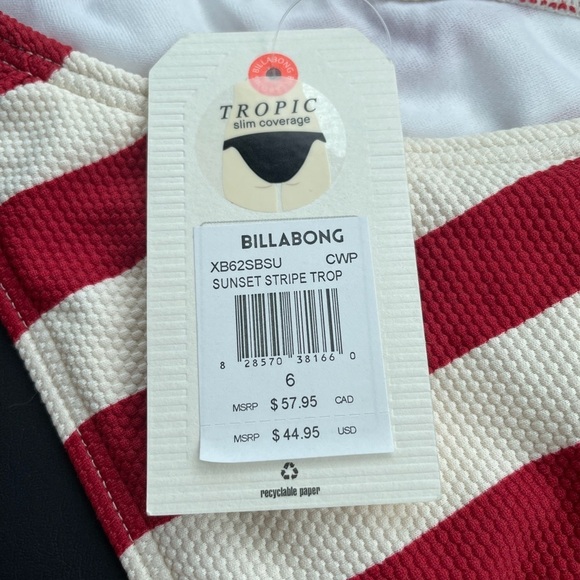 BILLABONG
TROPIC
slim coverage
BILLABONG
XB62SBSU CWP
SUNSET STRIPE TROP
8 28570 38166 0
6
MSRP $ 57.95 CAD
MSRP $ 44.95 USD
recyclable paper